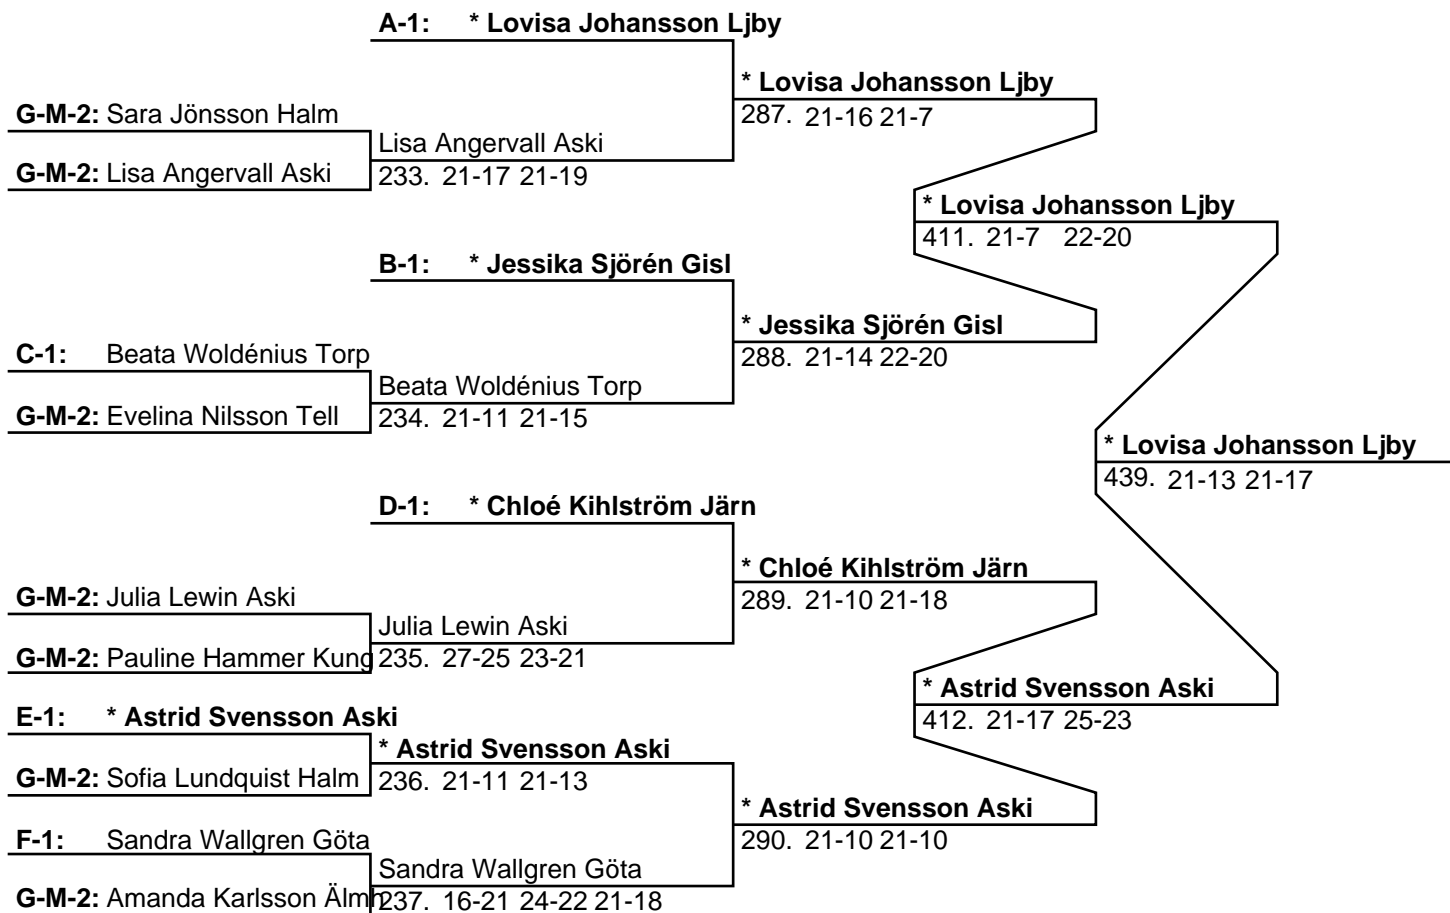 A-1: * Lovisa Johansson Ljby
* Lovisa Johansson Ljby
287. 21-16 21-7
G-M-2: Sara Jönsson Halm
Lisa Angervall Aski
G-M-2: Lisa Angervall Aski
233. 21-17 21-19
* Lovisa Johansson Ljby
411. 21-7 22-20
B-1: * Jessika Sjörén Gisl
* Jessika Sjörén Gisl
288. 21-14 22-20
C-1: Beata Woldénius Torp
Beata Woldénius Torp
G-M-2: Evelina Nilsson Tell
234. 21-11 21-15
* Lovisa Johansson Ljby
439. 21-13 21-17
D-1: * Chloé Kihlström Järn
* Chloé Kihlström Järn
289. 21-10 21-18
G-M-2: Julia Lewin Aski
Julia Lewin Aski
G-M-2: Pauline Hammer Kung
235. 27-25 23-21
* Astrid Svensson Aski
412. 21-17 25-23
E-1: * Astrid Svensson Aski
* Astrid Svensson Aski
G-M-2: Sofia Lundquist Halm
236. 21-11 21-13
* Astrid Svensson Aski
290. 21-10 21-10
F-1: Sandra Wallgren Göta
Sandra Wallgren Göta
G-M-2: Amanda Karlsson Älmh
237. 16-21 24-22 21-18